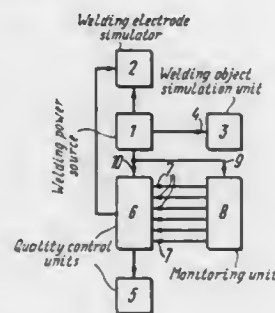 Welding electrode
simulator
2
Welding object
simulation unit
4
1
3
Welding power
source
10
7
9
11
6
8
7
Quality control
units
Monitoring unit
5